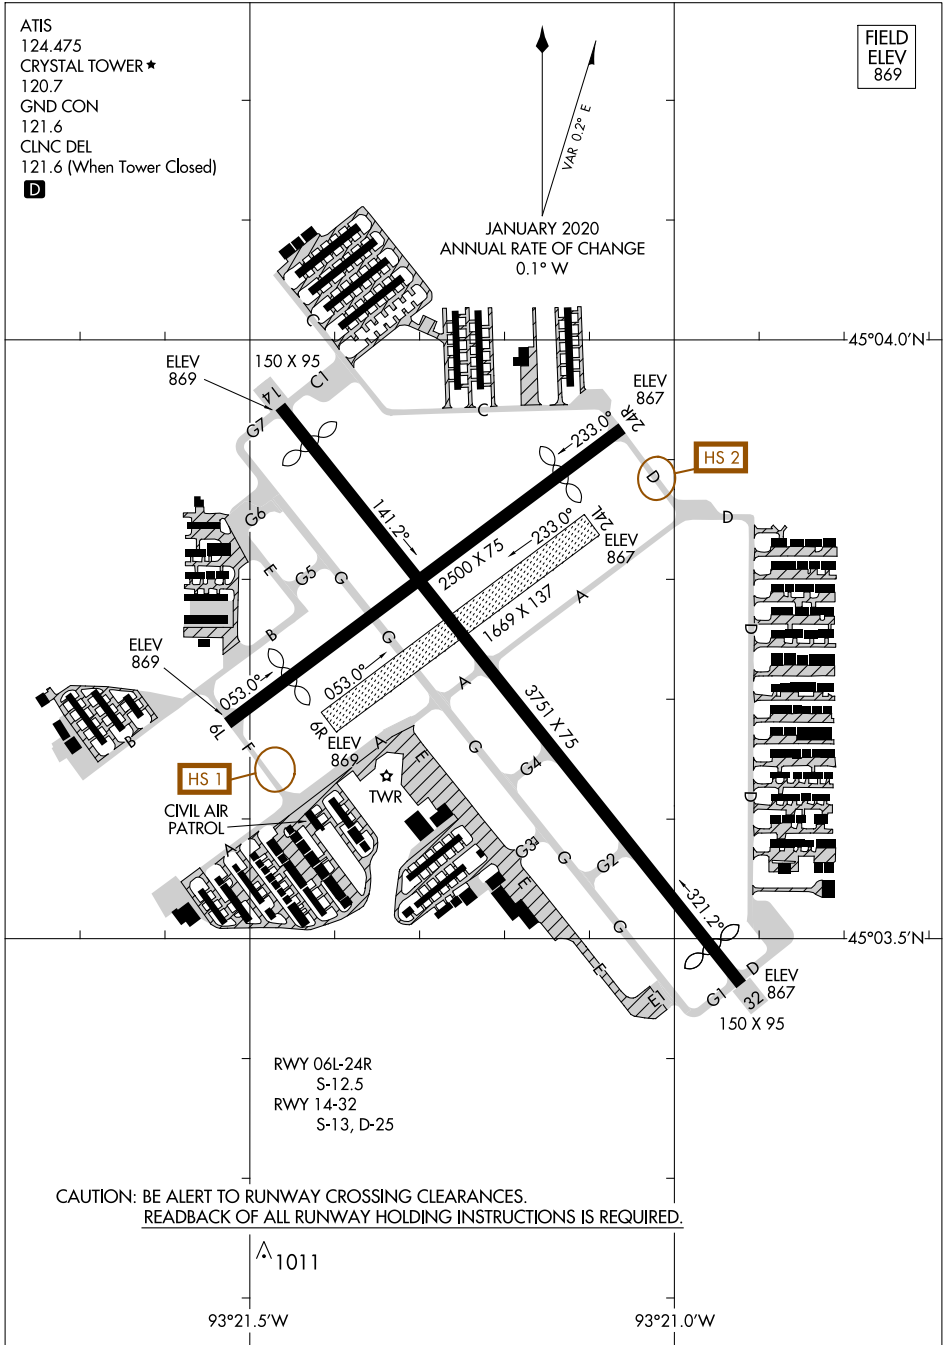 ATIS
124.475
CRYSTAL TOWER ★
120.7
GND CON
121.6
CLNC DEL
121.6 (When Tower Closed)
D
FIELD
ELEV
869
VAR 0.2° E
JANUARY 2020
ANNUAL RATE OF CHANGE
0.1° W
45°04.0'N
C
ELEV
869
150 X 95
C1
14
G7
C
ELEV
867
24R
233.0°
HS 2
D
D
141.2°
G6
233.0°
24L
ELEV
867
2500 X 75
E
G5
G
1669 X 137
A
B
G
D
ELEV
869
053.0°
053.0°
A
6L
6R
3751 X 75
B
F
ELEV
869
A
E
G
G4
HS 1
TWR
D
CIVIL AIR
PATROL
A
G3
G
G2
E
321.2°
G
45°03.5'N
E
D
ELEV
867
E1
G1
32
150 X 95
RWY 06L-24R
S-12.5
RWY 14-32
S-13, D-25
CAUTION: BE ALERT TO RUNWAY CROSSING CLEARANCES.
READBACK OF ALL RUNWAY HOLDING INSTRUCTIONS IS REQUIRED.
1011
93°21.5'W
93°21.0'W